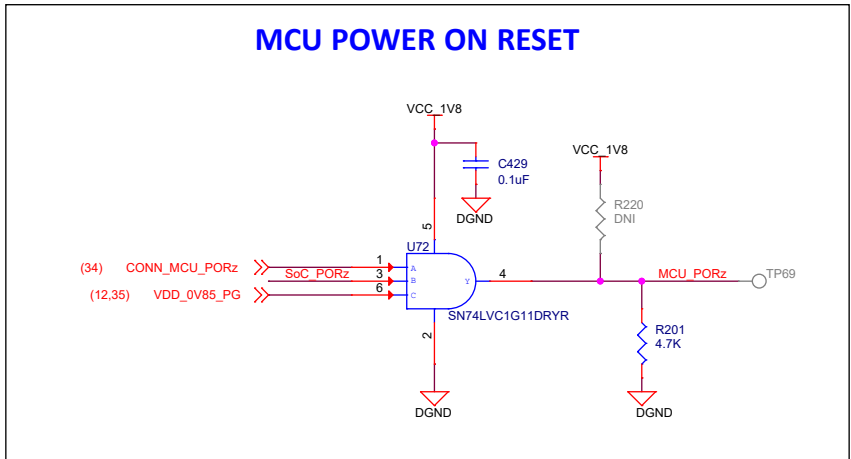 MCU POWER ON RESET
VCC_1V8
C429
0.1uF
DGND
VCC_1V8
R220
DNI
5
U72
(34) CONN_MCU_PORz 1 A
SoC_PORz 3 B
(12,35) VDD_0V85_PG 6 C
Y 4
MCU_PORz
TP69
SN74LVC1G11DRYR
2
R201
4.7K
DGND
DGND